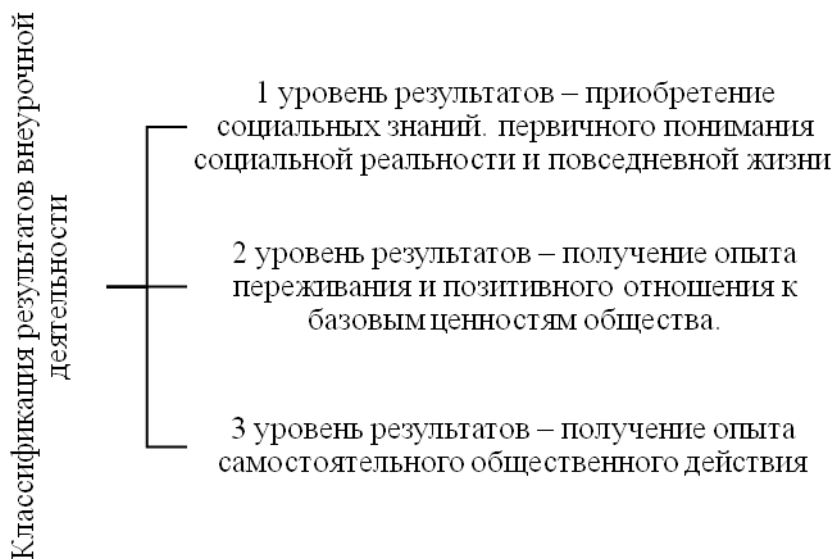 Классификация результатов внеурочной
деятельности
1 уровень результатов – приобретение
социальных знаний. первичного понимания
социальной реальности и повседневной жизни
2 уровень результатов – получение опыта
переживания и позитивного отношения к
базовым ценностям общества.
3 уровень результатов – получение опыта
самостоятельного общественного действия